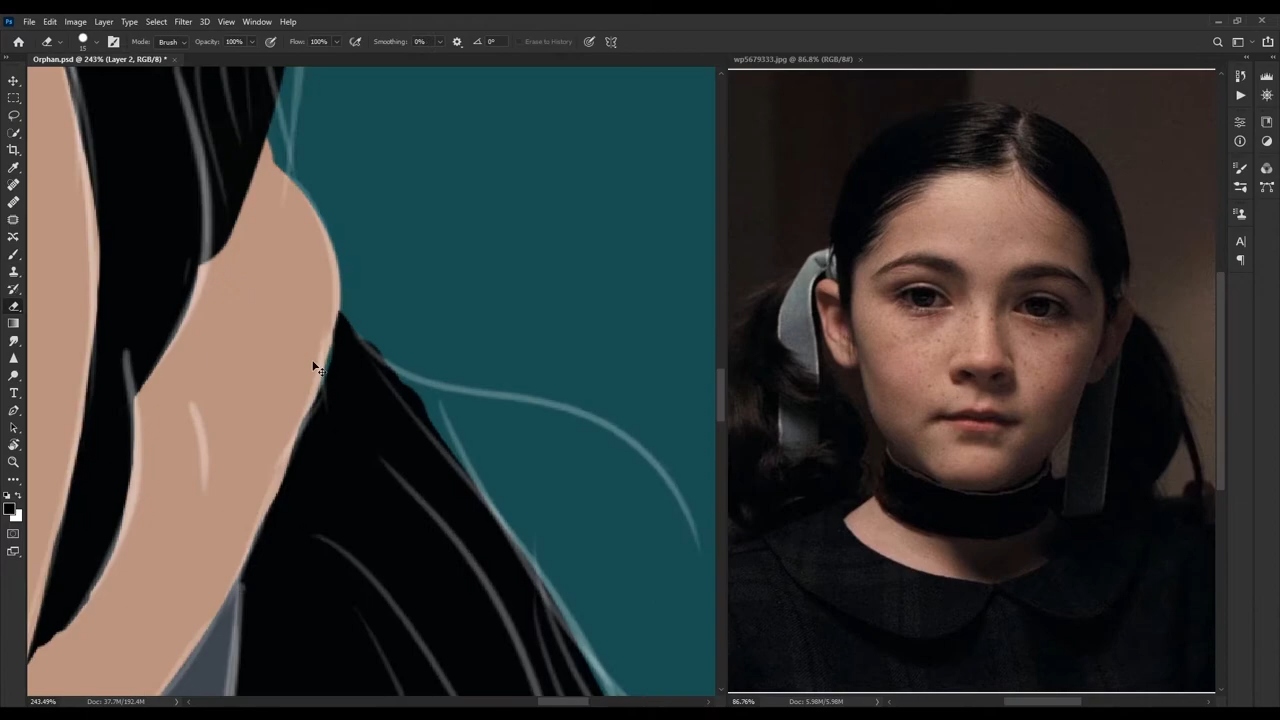 Ps File Edit Image Layer Type Select Filter 3D View Window Help
15 Mode: Brush Opacity: 100% Flow: 100% Smoothing: 0% 0° Erase to History
Orphan.psd @ 243% (Layer 2, RGB/8) * ×
wp5679333.jpg @ 86.8% (RGB/8#) ×
243.49% Doc: 37.7M/192.4M
86.76% Doc: 5.98M/5.98M